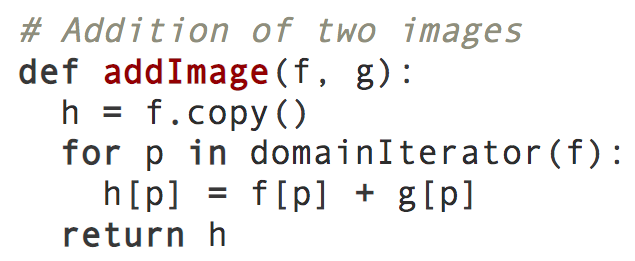 # Addition of two images
def addImage(f, g):
  h = f.copy()
  for p in domainIterator(f):
    h[p] = f[p] + g[p]
  return h